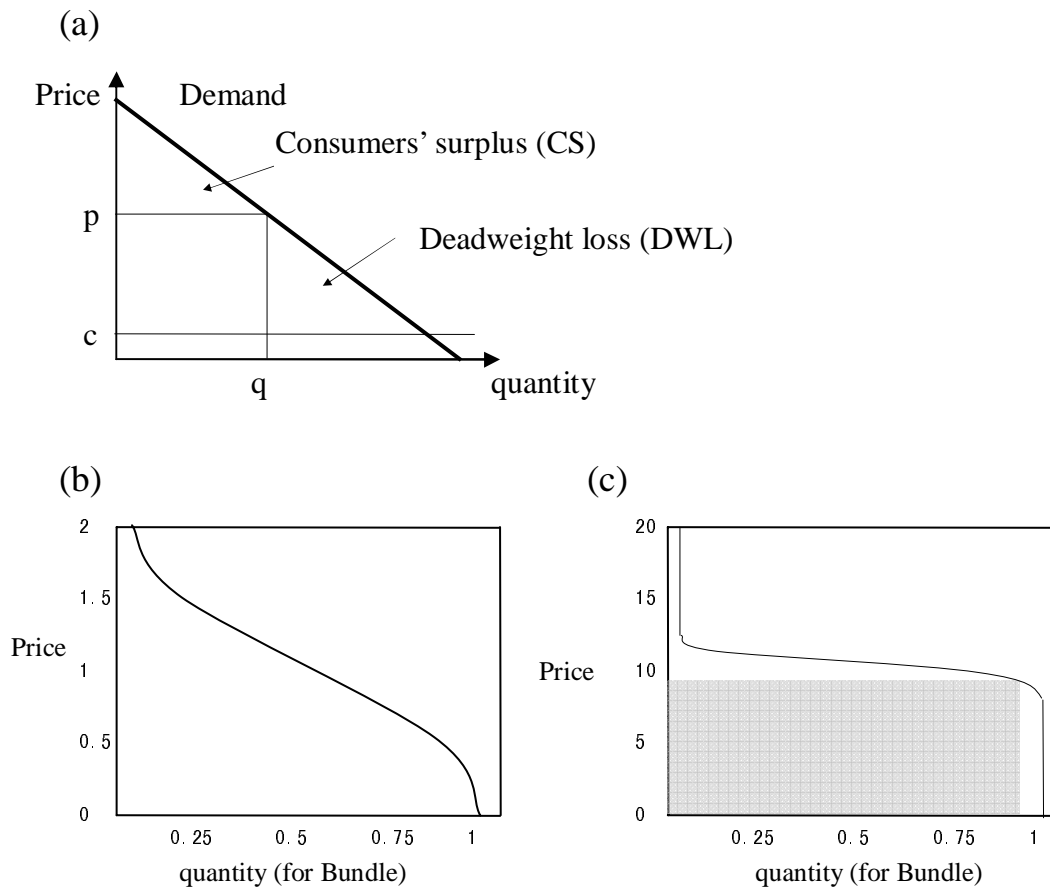 (a)
Price
Demand
Consumers’ surplus (CS)
p
Deadweight loss (DWL)
c
q
quantity
(b)
2
1.5
Price
1
0.5
0
0.25 0.5 0.75 1
quantity (for Bundle)
(c)
20
15
Price
10
5
0
0.25 0.5 0.75 1
quantity (for Bundle)